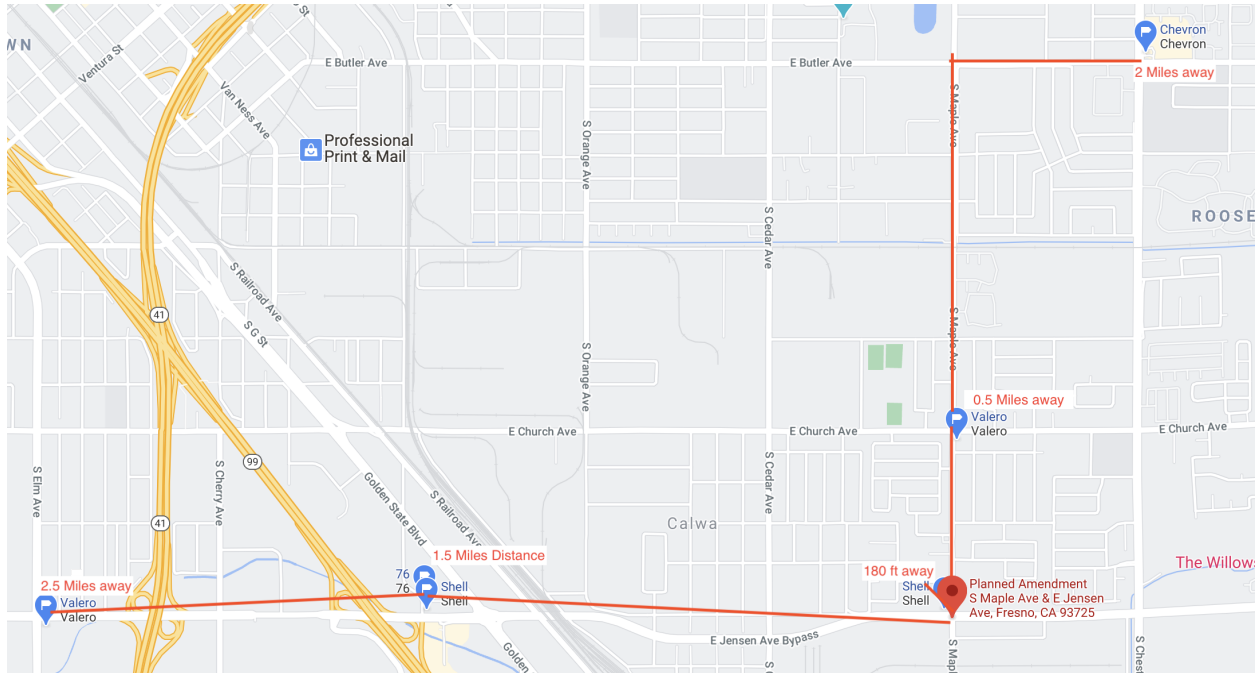 WN
Ventura St
Van Ness Ave
E Butler Ave
E Butler Ave
Chevron
Chevron
2 Miles away
S Maple Ave
Professional
Print & Mail
S Orange Ave
S Cedar Ave
ROOSE
S Railroad Ave
S G St
41
S Orange Ave
S Maple Ave
0.5 Miles away
Valero
Valero
E Church Ave
E Church Ave
E Church Ave
99
S Elm Ave
S Cherry Ave
41
Golden State Blvd
S Railroad Ave
S Cedar Ave
Calwa
1.5 Miles Distance
76
76
Shell
Shell
2.5 Miles away
Valero
Valero
180 ft away
Shell
Shell
Planned Amendment
S Maple Ave & E Jensen
Ave, Fresno, CA 93725
The Willows
E Jensen Ave Bypass
Golden
S C
S Mapl
S Chest